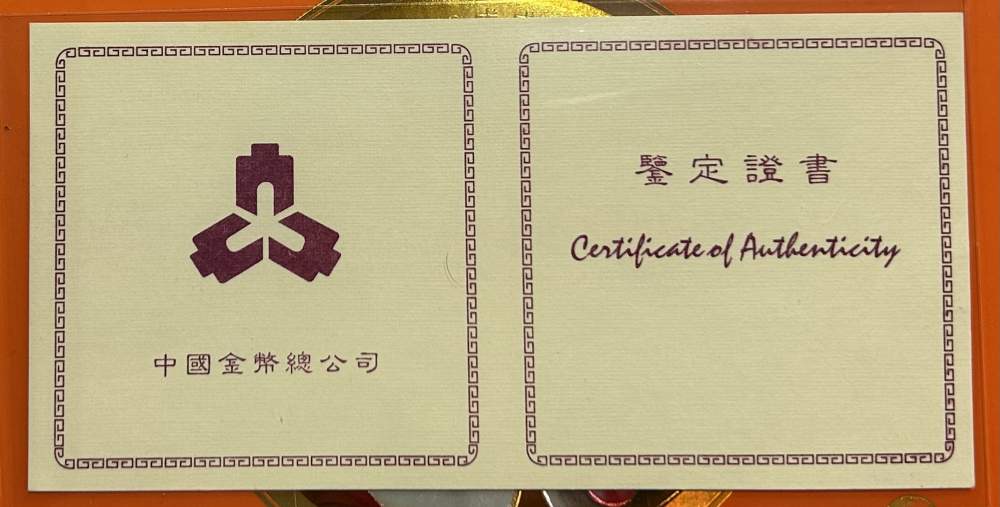 中國金幣總公司
鑒定證書
Certificate of Authenticity